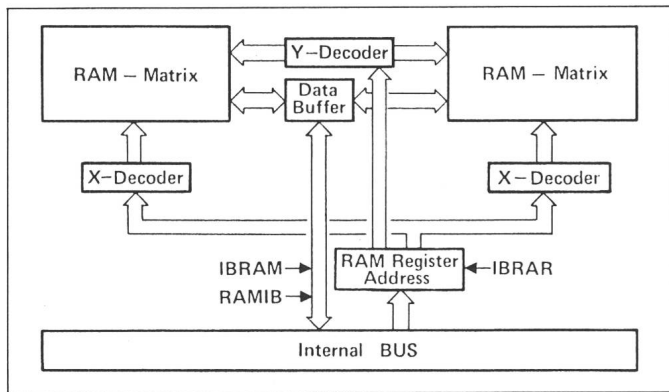 Y-Decoder
RAM - Matrix
RAM - Matrix
Data
Buffer
X-Decoder
X-Decoder
IBRAM
RAM Register
Address
IBRAR
RAMIB
Internal BUS